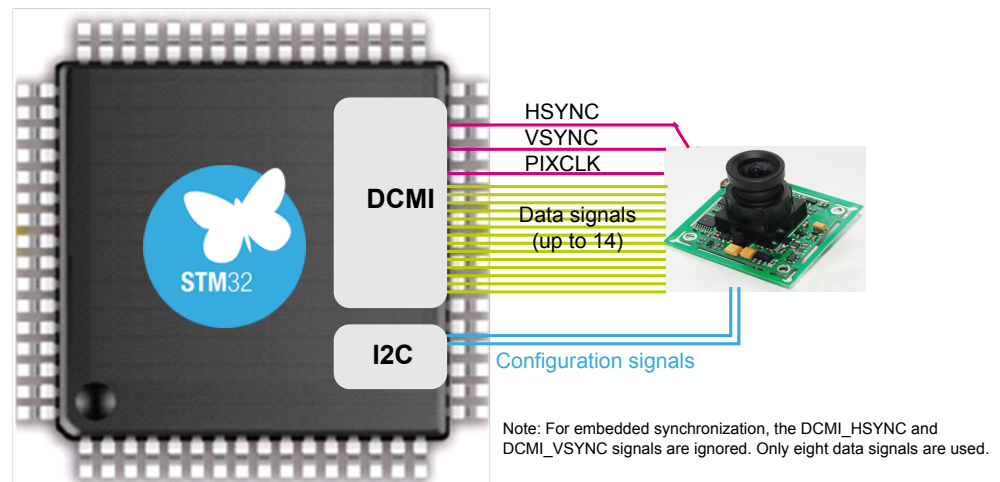 HSYNC
VSYNC
PIXCLK
DCMI
Data signals
(up to 14)
STM32
I2C
Configuration signals
Note: For embedded synchronization, the DCMI_HSYNC and
DCMI_VSYNC signals are ignored. Only eight data signals are used.